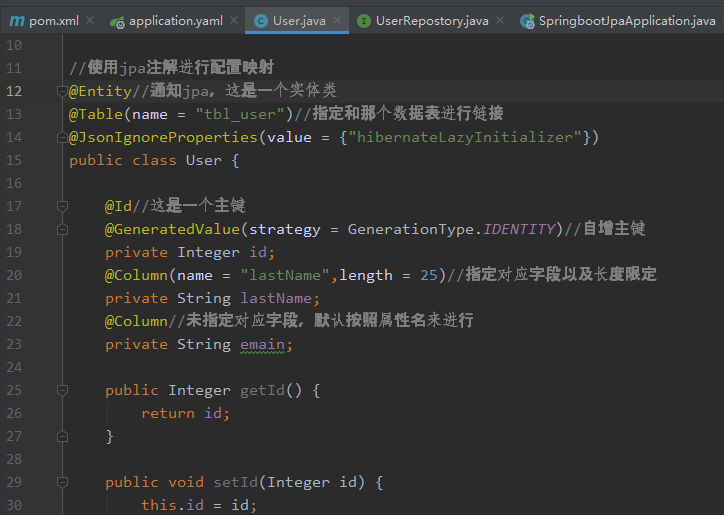 pom.xml × application.yaml × User.java × UserRepostory.java × SpringbootJpaApplication.java
10
11 //使用jpa注解进行配置映射
12 @Entity//通知jpa，这是一个实体类
13 @Table(name = "tbl_user")//指定和那个数据表进行链接
14 @JsonIgnoreProperties(value = {"hibernateLazyInitializer"})
15 public class User {
16
17 @Id//这是一个主键
18 @GeneratedValue(strategy = GenerationType.IDENTITY)//自增主键
19 private Integer id;
20 @Column(name = "lastName",length = 25)//指定对应字段以及长度限定
21 private String lastName;
22 @Column//未指定对应字段，默认按照属性名来进行
23 private String emain;
24
25 public Integer getId() {
26 return id;
27 }
28
29 public void setId(Integer id) {
30 this.id = id;